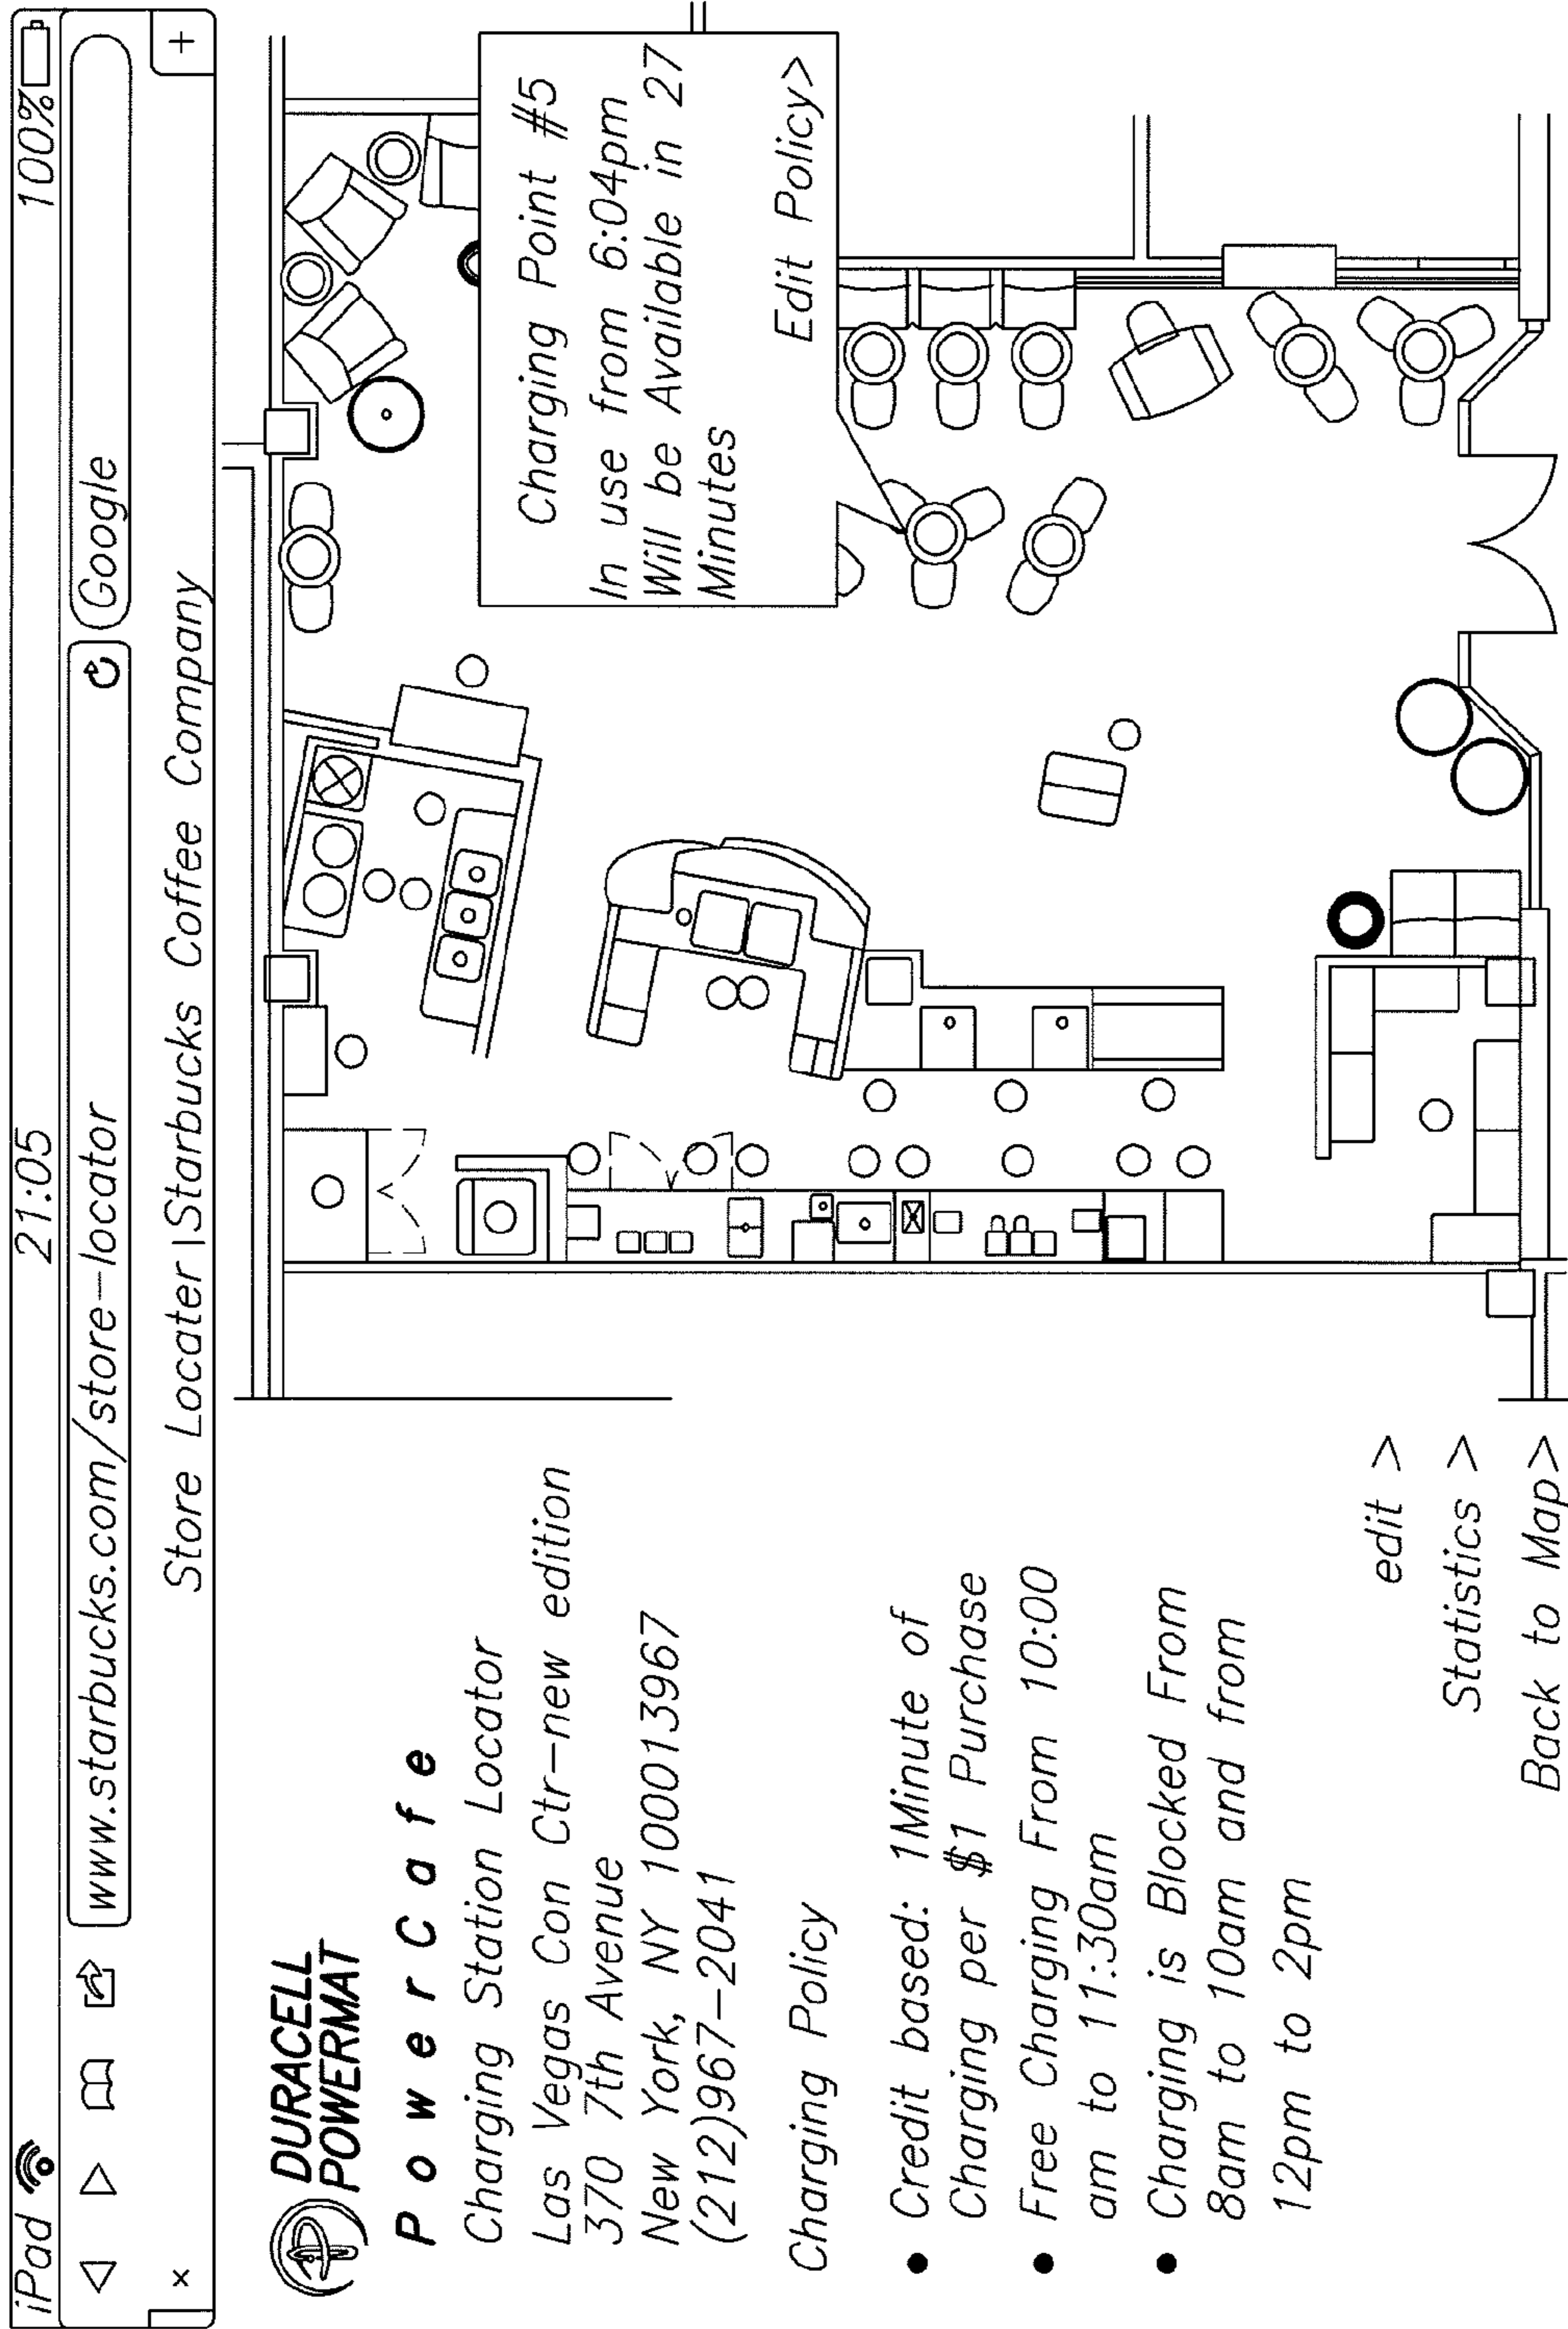 iPad 21:05 100%
www.starbucks.com/store-locator Google
× Store Locater|Starbucks Coffee Company +
DURACELL
POWERMAT
PowerCafe
Charging Station Locator
Las Vegas Con Ctr-new edition
370 7th Avenue
New York, NY 100013967
(212)967-2041
Charging Policy
• Credit based: 1Minute of
Charging per $1 Purchase
• Free Charging From 10:00
am to 11:30am
• Charging is Blocked From
8am to 10am and from
12pm to 2pm
edit >
Statistics >
Back to Map>
Charging Point #5
In use from 6:04pm
Will be Available in 27
Minutes
Edit Policy>